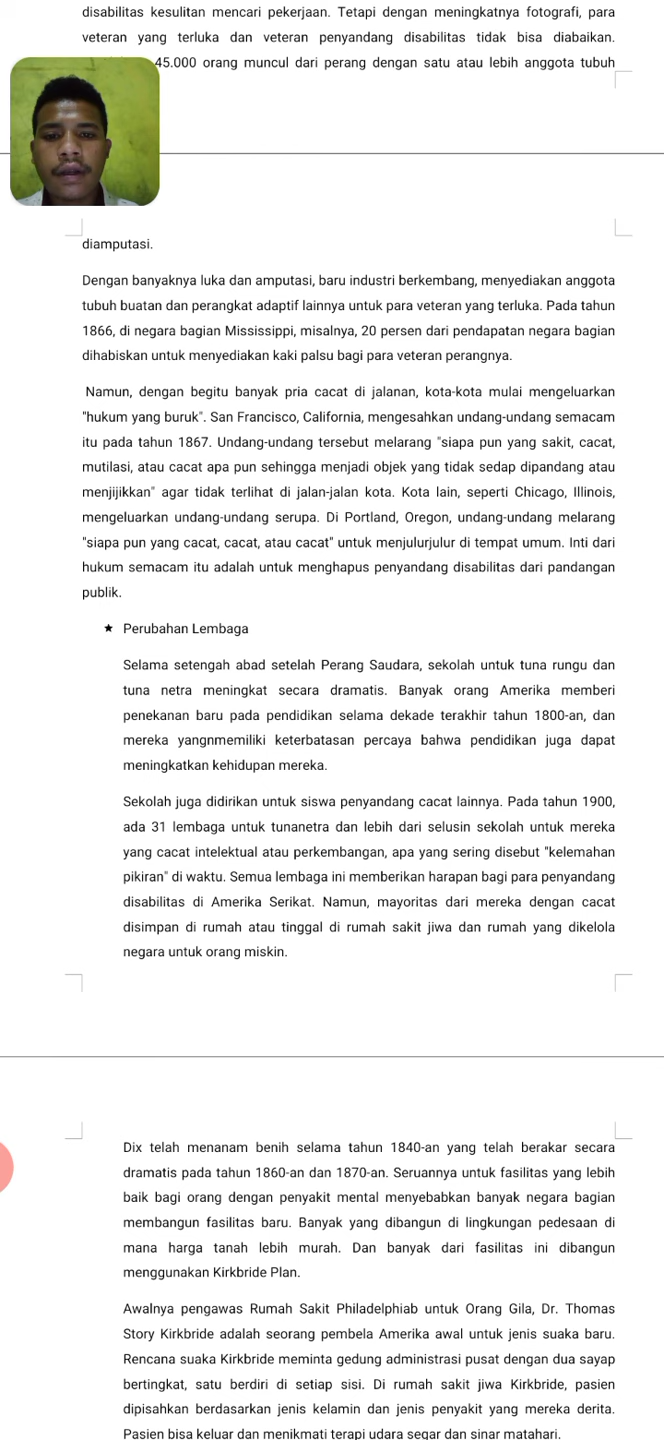 disabilitas kesulitan mencari pekerjaan. Tetapi dengan meningkatnya fotografi, para
veteran yang terluka dan veteran penyandang disabilitas tidak bisa diabaikan.
45.000 orang muncul dari perang dengan satu atau lebih anggota tubuh
diamputasi.
Dengan banyaknya luka dan amputasi, baru industri berkembang, menyediakan anggota
tubuh buatan dan perangkat adaptif lainnya untuk para veteran yang terluka. Pada tahun
1866, di negara bagian Mississippi, misalnya, 20 persen dari pendapatan negara bagian
dihabiskan untuk menyediakan kaki palsu bagi para veteran perangnya.
Namun, dengan begitu banyak pria cacat di jalanan, kota-kota mulai mengeluarkan
"hukum yang buruk". San Francisco, California, mengesahkan undang-undang semacam
itu pada tahun 1867. Undang-undang tersebut melarang "siapa pun yang sakit, cacat,
mutilasi, atau cacat apa pun sehingga menjadi objek yang tidak sedap dipandang atau
menjijikkan" agar tidak terlihat di jalan-jalan kota. Kota lain, seperti Chicago, Illinois,
mengeluarkan undang-undang serupa. Di Portland, Oregon, undang-undang melarang
"siapa pun yang cacat, cacat, atau cacat" untuk menjulurjulur di tempat umum. Inti dari
hukum semacam itu adalah untuk menghapus penyandang disabilitas dari pandangan
publik.
★ Perubahan Lembaga
Selama setengah abad setelah Perang Saudara, sekolah untuk tuna rungu dan
tuna netra meningkat secara dramatis. Banyak orang Amerika memberi
penekanan baru pada pendidikan selama dekade terakhir tahun 1800-an, dan
mereka yangnmemiliki keterbatasan percaya bahwa pendidikan juga dapat
meningkatkan kehidupan mereka.
Sekolah juga didirikan untuk siswa penyandang cacat lainnya. Pada tahun 1900,
ada 31 lembaga untuk tunanetra dan lebih dari selusin sekolah untuk mereka
yang cacat intelektual atau perkembangan, apa yang sering disebut "kelemahan
pikiran" di waktu. Semua lembaga ini memberikan harapan bagi para penyandang
disabilitas di Amerika Serikat. Namun, mayoritas dari mereka dengan cacat
disimpan di rumah atau tinggal di rumah sakit jiwa dan rumah yang dikelola
negara untuk orang miskin.
Dix telah menanam benih selama tahun 1840-an yang telah berakar secara
dramatis pada tahun 1860-an dan 1870-an. Seruannya untuk fasilitas yang lebih
baik bagi orang dengan penyakit mental menyebabkan banyak negara bagian
membangun fasilitas baru. Banyak yang dibangun di lingkungan pedesaan di
mana harga tanah lebih murah. Dan banyak dari fasilitas ini dibangun
menggunakan Kirkbride Plan.
Awalnya pengawas Rumah Sakit Philadelphiab untuk Orang Gila, Dr. Thomas
Story Kirkbride adalah seorang pembela Amerika awal untuk jenis suaka baru.
Rencana suaka Kirkbride meminta gedung administrasi pusat dengan dua sayap
bertingkat, satu berdiri di setiap sisi. Di rumah sakit jiwa Kirkbride, pasien
dipisahkan berdasarkan jenis kelamin dan jenis penyakit yang mereka derita.
Pasien bisa keluar dan menikmati terapi udara segar dan sinar matahari.